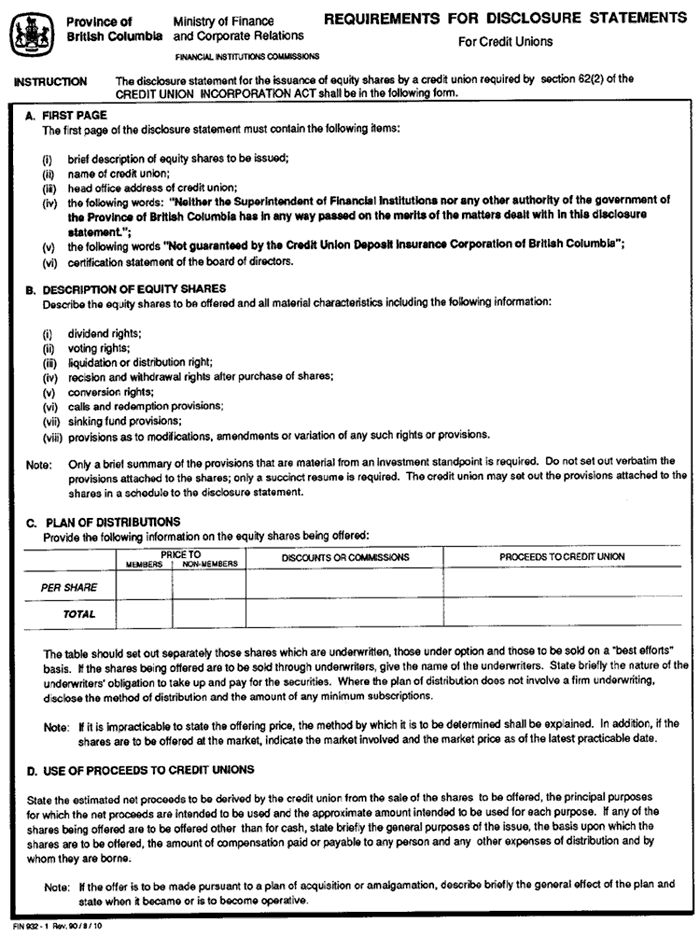 Province of British Columbia
Ministry of Finance and Corporate Relations
FINANCIAL INSTITUTIONS COMMISSIONS
REQUIREMENTS FOR DISCLOSURE STATEMENTS
For Credit Unions
INSTRUCTION The disclosure statement for the issuance of equity shares by a credit union required by section 62(2) of the
CREDIT UNION INCORPORATION ACT shall be in the following form.
A. FIRST PAGE
The first page of the disclosure statement must contain the following items:
(i) brief description of equity shares to be issued;
(ii) name of credit union;
(iii) head office address of credit union;
(iv) the following words: "Neither the Superintendent of Financial Institutions nor any other authority of the government of
the Province of British Columbia has in any way passed on the merits of the matters dealt with in this disclosure
statement.";
(v) the following words "Not guaranteed by the Credit Union Deposit Insurance Corporation of British Columbia";
(vi) certification statement of the board of directors.
B. DESCRIPTION OF EQUITY SHARES
Describe the equity shares to be offered and all material characteristics including the following information:
(i) dividend rights;
(ii) voting rights;
(iii) liquidation or distribution right;
(iv) recision and withdrawal rights after purchase of shares;
(v) conversion rights;
(vi) calls and redemption provisions;
(vii) sinking fund provisions;
(viii) provisions as to modifications, amendments or variation of any such rights or provisions.
Note: Only a brief summary of the provisions that are material from an investment standpoint is required. Do not set out verbatim the
provisions attached to the shares; only a succinct resume is required. The credit union may set out the provisions attached to the
shares in a schedule to the disclosure statement.
C. PLAN OF DISTRIBUTIONS
Provide the following information on the equity shares being offered:
PRICE TO
MEMBERS NON-MEMBERS
DISCOUNTS OR COMMISSIONS
PROCEEDS TO CREDIT UNION
PER SHARE
TOTAL
The table should set out separately those shares which are underwritten, those under option and those to be sold on a "best efforts"
basis. If the shares being offered are to be sold through underwriters, give the name of the underwriters. State briefly the nature of the
underwriters' obligation to take up and pay for the securities. Where the plan of distribution does not involve a firm underwriting,
disclose the method of distribution and the amount of any minimum subscriptions.
Note: If it is impracticable to state the offering price, the method by which it is to be determined shall be explained. In addition, if the
shares are to be offered at the market, indicate the market involved and the market price as of the latest practicable date.
D. USE OF PROCEEDS TO CREDIT UNIONS
State the estimated net proceeds to be derived by the credit union from the sale of the shares to be offered, the principal purposes
for which the net proceeds are intended to be used and the approximate amount intended to be used for each purpose. If any of the
shares being offered are to be offered other than for cash, state briefly the general purposes of the issue, the basis upon which the
shares are to be offered, the amount of compensation paid or payable to any person and any other expenses of distribution and by
whom they are borne.
Note: If the offer is to be made pursuant to a plan of acquisition or amalgamation, describe briefly the general effect of the plan and
state when it became or is to become operative.
FIN 932 - 1 Rev. 90 / 8 / 10